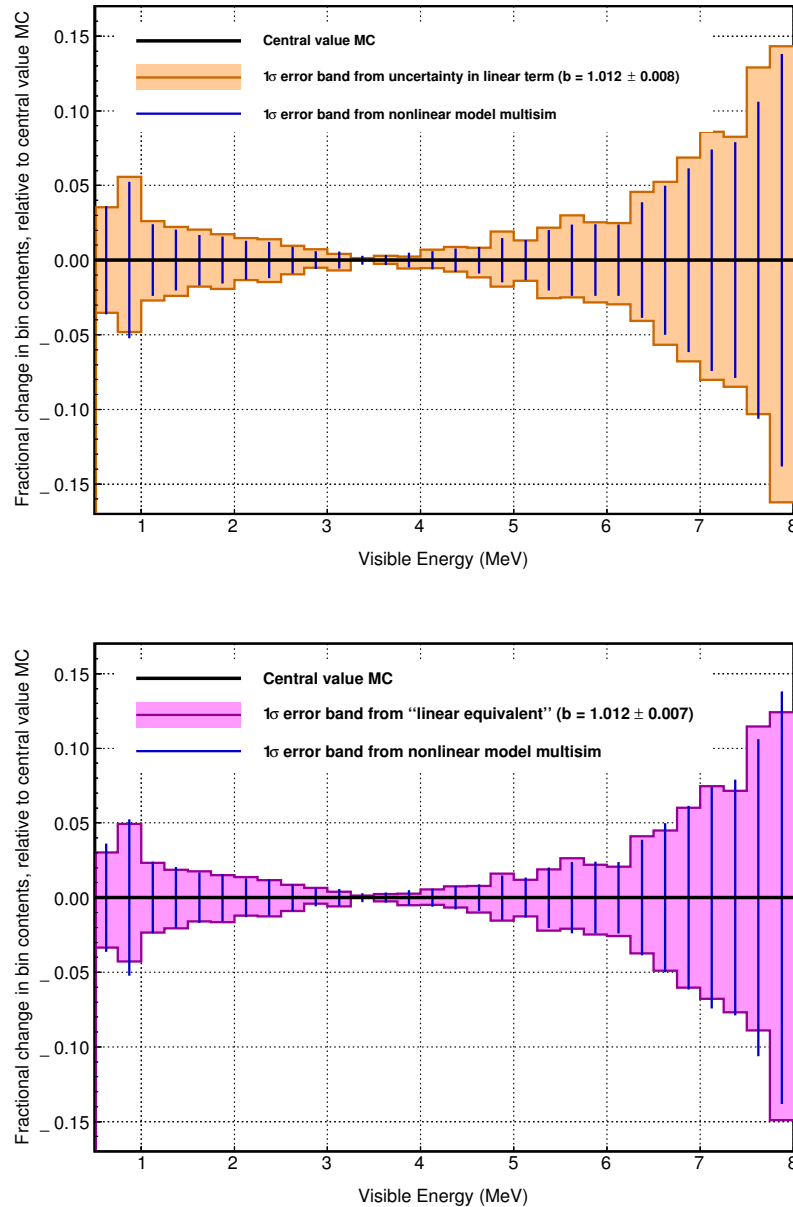 Fractional change in bin contents, relative to central value MC
0.15
0.10
0.05
0.00
_ 0.05
_ 0.10
_ 0.15
Central value MC
1σ error band from uncertainty in linear term (b = 1.012 ± 0.008)
1σ error band from nonlinear model multisim
1 2 3 4 5 6 7 8
Visible Energy (MeV)
Fractional change in bin contents, relative to central value MC
0.15
0.10
0.05
0.00
_ 0.05
_ 0.10
_ 0.15
Central value MC
1σ error band from “linear equivalent” (b = 1.012 ± 0.007)
1σ error band from nonlinear model multisim
1 2 3 4 5 6 7 8
Visible Energy (MeV)